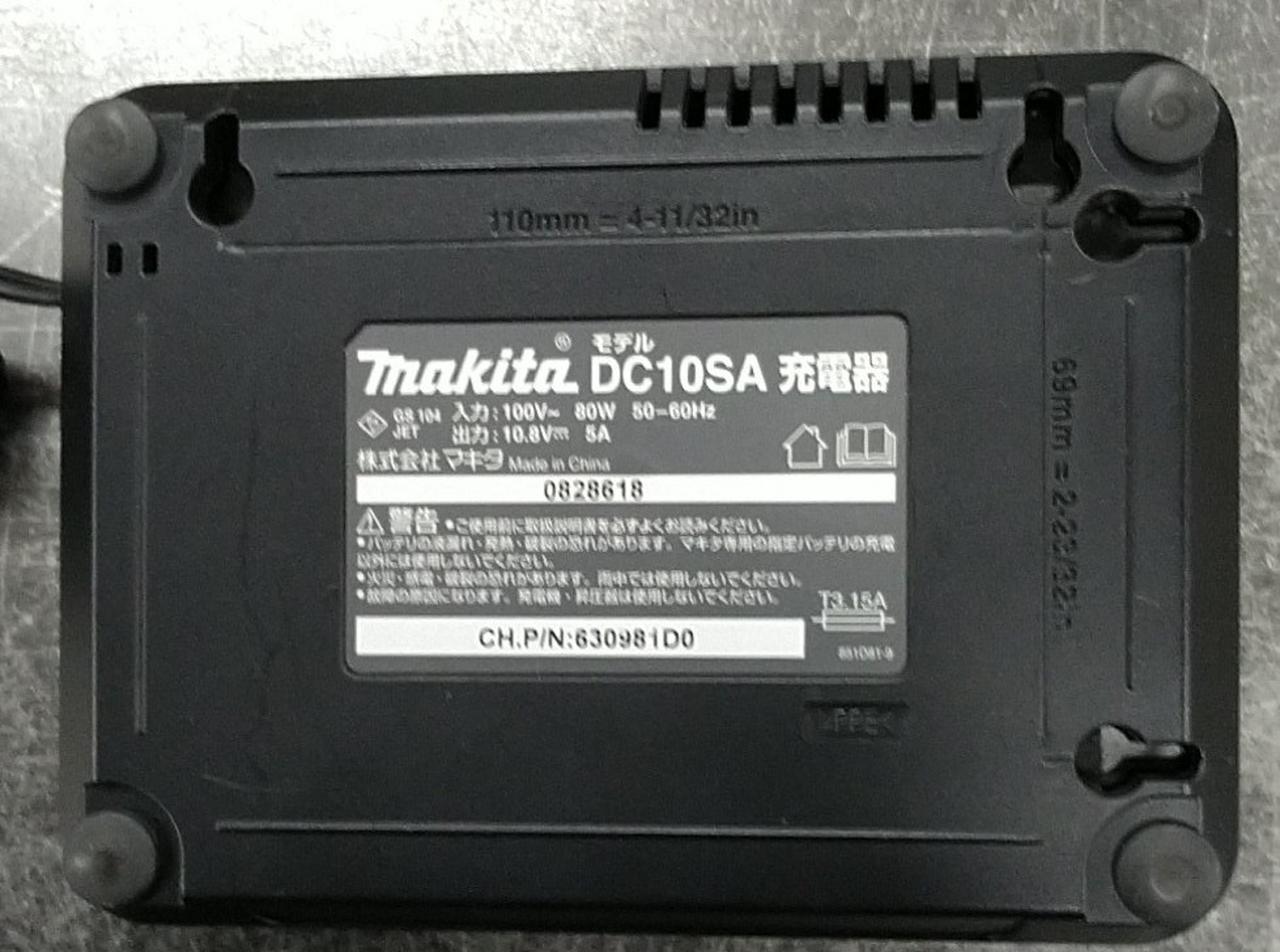 110mm = 4-11/32in
69mm = 2-23/32in
makita® モデル DC10SA 充電器
GS 104 入力：100V~ 80W 50-60Hz
JET 出力：10.8V⎓ 5A
株式会社 マキタ Made in China
0828618
⚠ 警告 •ご使用前に取扱説明書を必ずよくお読みください。
•バッテリの液漏れ・発熱・破裂の恐れがあります。マキタ専用の指定バッテリの充電
以外には使用しないでください。
•火災・感電・破裂の恐れがあります。雨中では使用しないでください。
•故障の原因になります。発電機・昇圧器は使用しないでください。
T3.15A
CH.P/N:630981D0